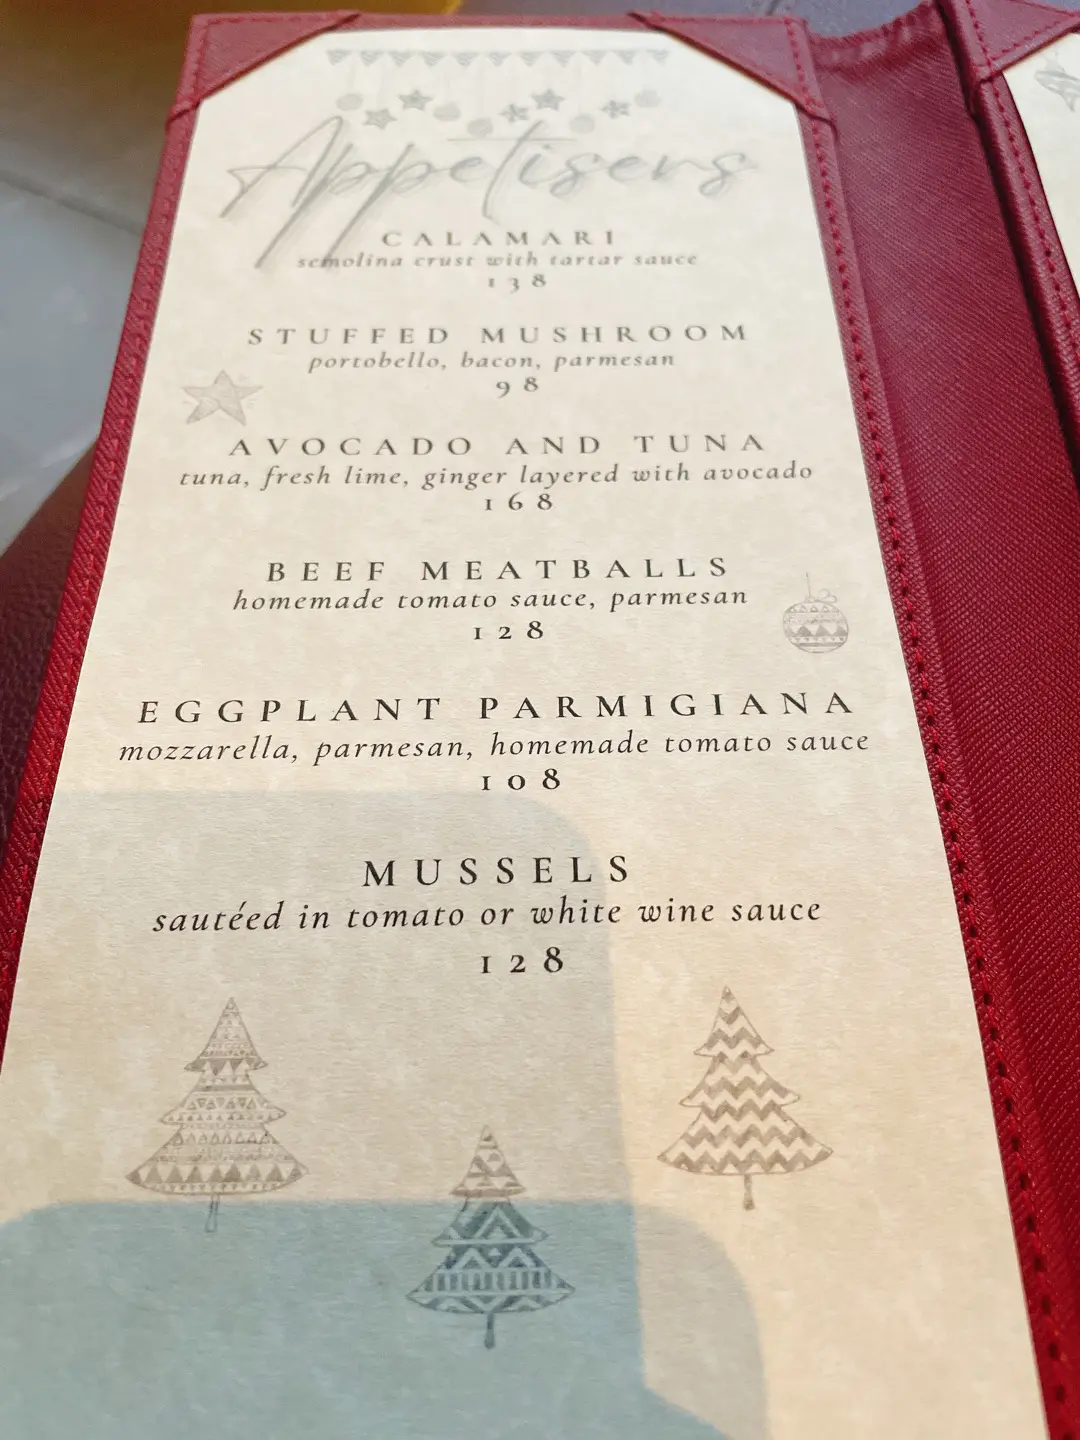 Appetisers
CALAMARI
semolina crust with tartar sauce
138
STUFFED MUSHROOM
portobello, bacon, parmesan
98
AVOCADO AND TUNA
tuna, fresh lime, ginger layered with avocado
168
BEEF MEATBALLS
homemade tomato sauce, parmesan
128
EGGPLANT PARMIGIANA
mozzarella, parmesan, homemade tomato sauce
108
MUSSELS
sautéed in tomato or white wine sauce
128